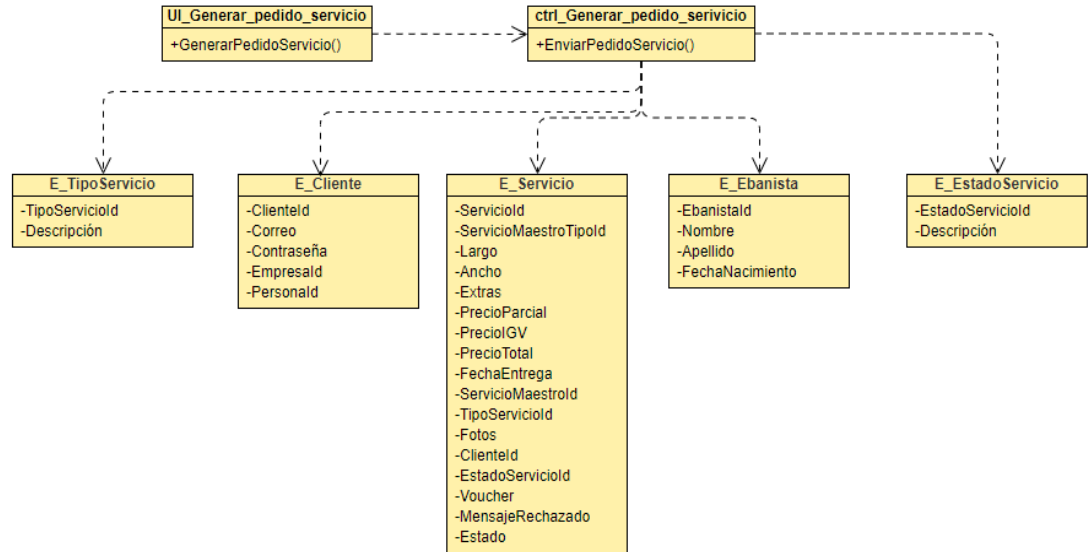 UI_Generar_pedido_servicio
+GenerarPedidoServicio()
ctrl_Generar_pedido_serivicio
+EnviarPedidoServicio()
E_TipoServicio
-TipoServicioId
-Descripción
E_Cliente
-ClienteId
-Correo
-Contraseña
-EmpresaId
-PersonaId
E_Servicio
-ServicioId
-ServicioMaestroTipoId
-Largo
-Ancho
-Extras
-PrecioParcial
-PrecioIGV
-PrecioTotal
-FechaEntrega
-ServicioMaestroId
-TipoServicioId
-Fotos
-ClienteId
-EstadoServicioId
-Voucher
-MensajeRechazado
-Estado
E_Ebanista
-EbanistaId
-Nombre
-Apellido
-FechaNacimiento
E_EstadoServicio
-EstadoServicioId
-Descripción